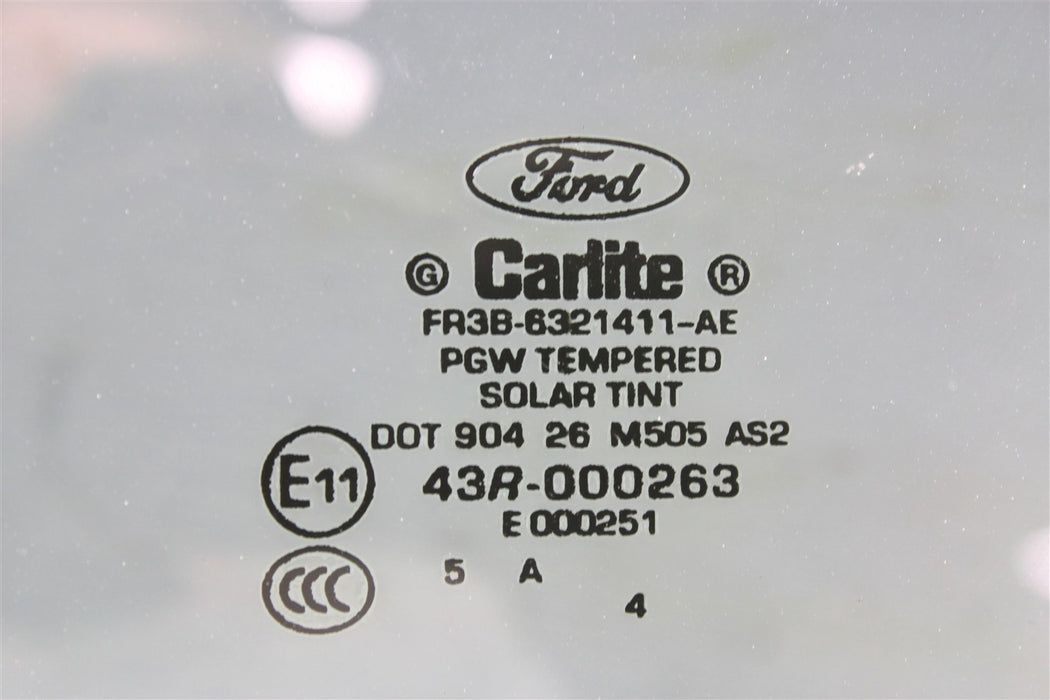 Ford
G Carlite ®
FR3B-6321411-AE
PGW TEMPERED
SOLAR TINT
DOT 904 26 M505 AS2
E11 43R-000263
E 000251
CCC 5 A
4